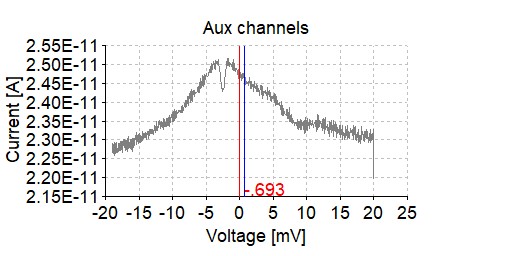 Aux channels
2.55E-11
2.50E-11
2.45E-11
2.40E-11
2.35E-11
2.30E-11
2.25E-11
2.20E-11
2.15E-11
Current [A]
-.693
-20 -15 -10 -5 0 5 10 15 20 25
Voltage [mV]